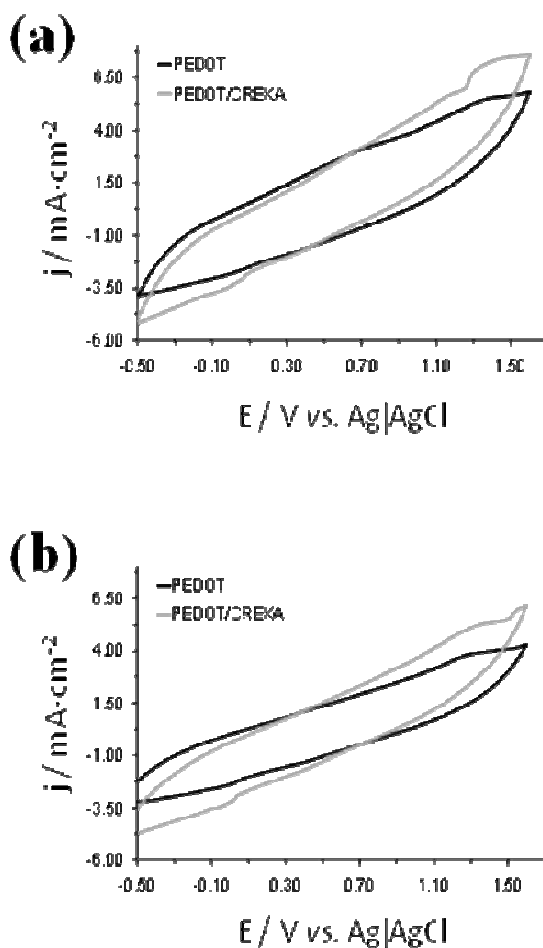 (a)
PEDOT
PEDOT/CREKA
6.50
4.00
1.50
-1.00
-3.50
-6.00
-0.50 -0.10 0.30 0.70 1.10 1.50
j / mA·cm-2
E / V vs. Ag|AgCl
(b)
PEDOT
PEDOT/CREKA
6.50
4.00
1.50
-1.00
-3.50
-6.00
-0.50 -0.10 0.30 0.70 1.10 1.50
j / mA·cm-2
E / V vs. Ag|AgCl